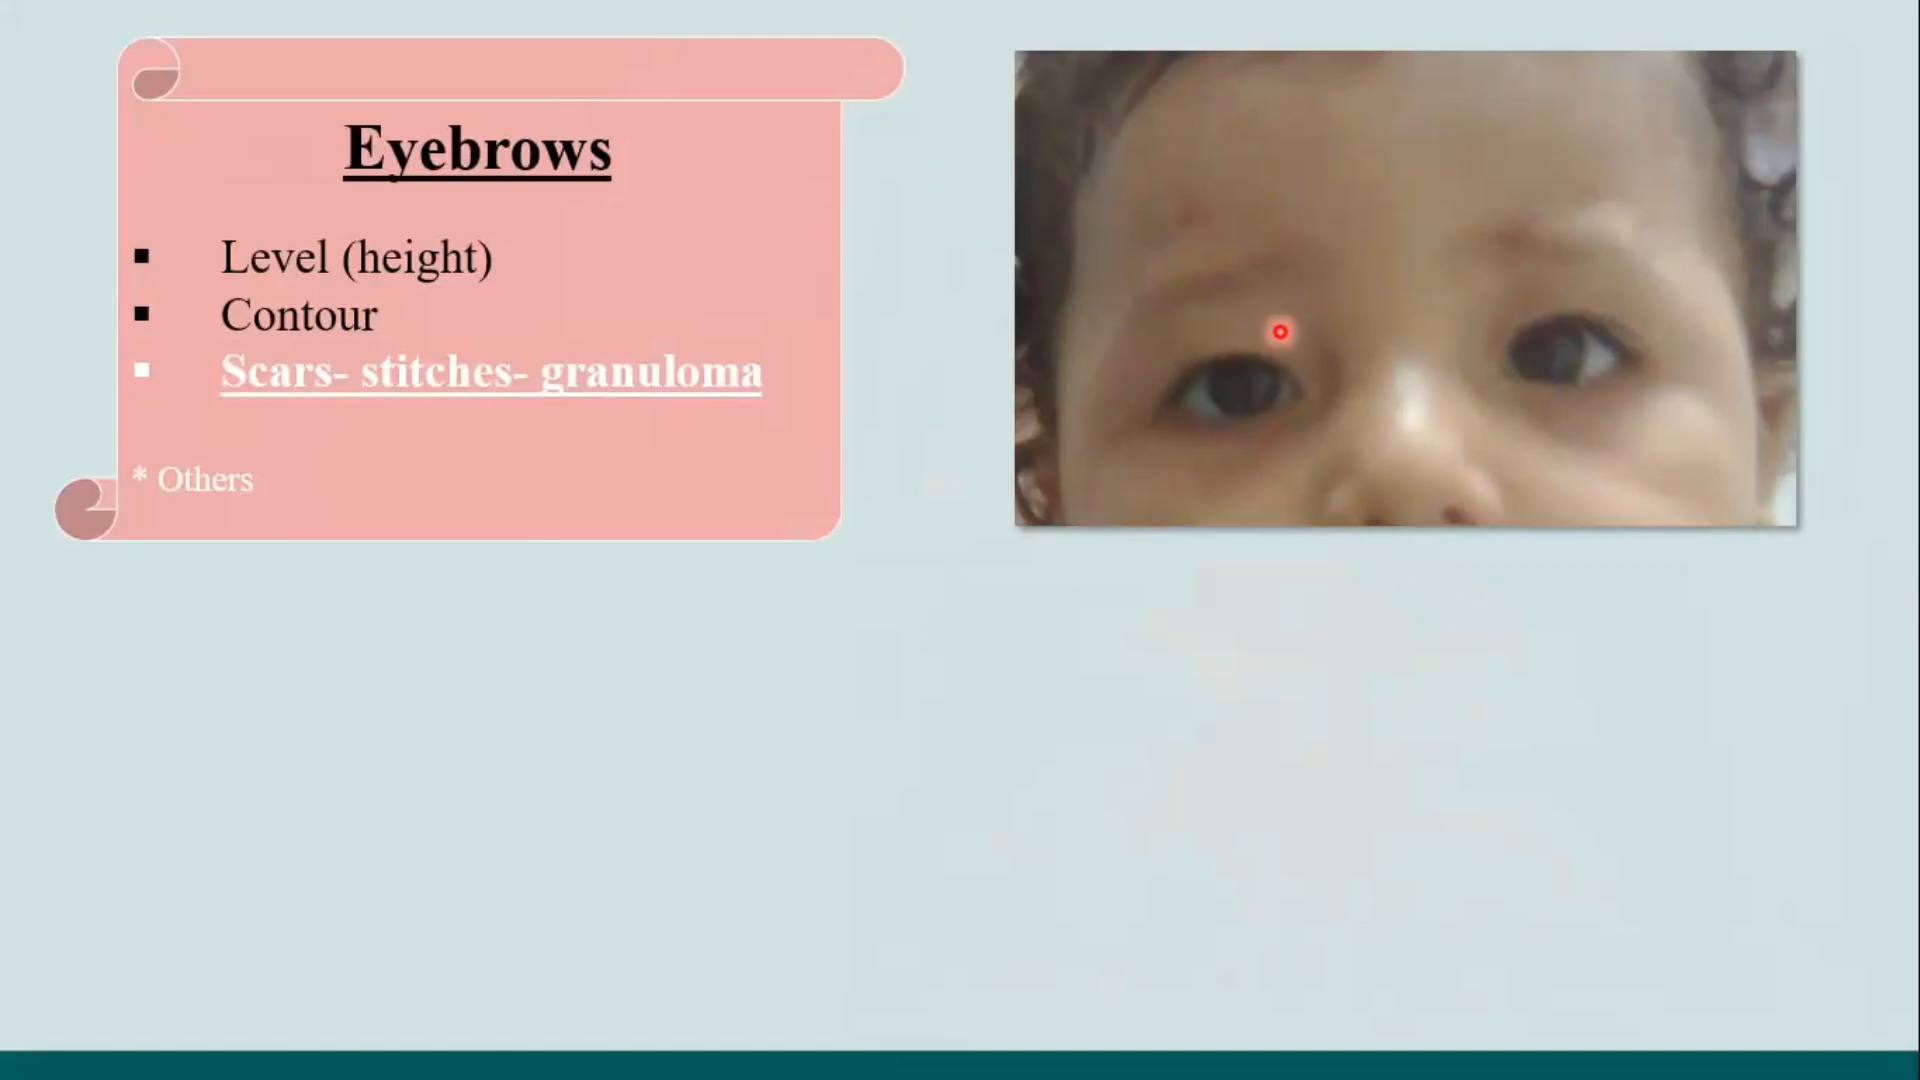 Eyebrows
Level (height)
Contour
Scars- stitches- granuloma
* Others